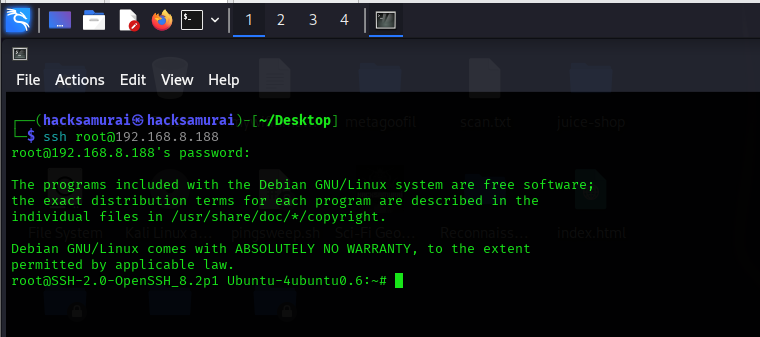 1 2 3 4
File Actions Edit View Help
┌──(hacksamurai㉿hacksamurai)-[~/Desktop]
└─$ ssh root@192.168.8.188
root@192.168.8.188's password:
The programs included with the Debian GNU/Linux system are free software;
the exact distribution terms for each program are described in the
individual files in /usr/share/doc/*/copyright.
Debian GNU/Linux comes with ABSOLUTELY NO WARRANTY, to the extent
permitted by applicable law.
root@SSH-2.0-OpenSSH_8.2p1 Ubuntu-4ubuntu0.6:~#
scan.txt juice-shop
File System Kali Linux a... pingsweep.sh Sci-Fi Geo... Reconnaiss... index.html